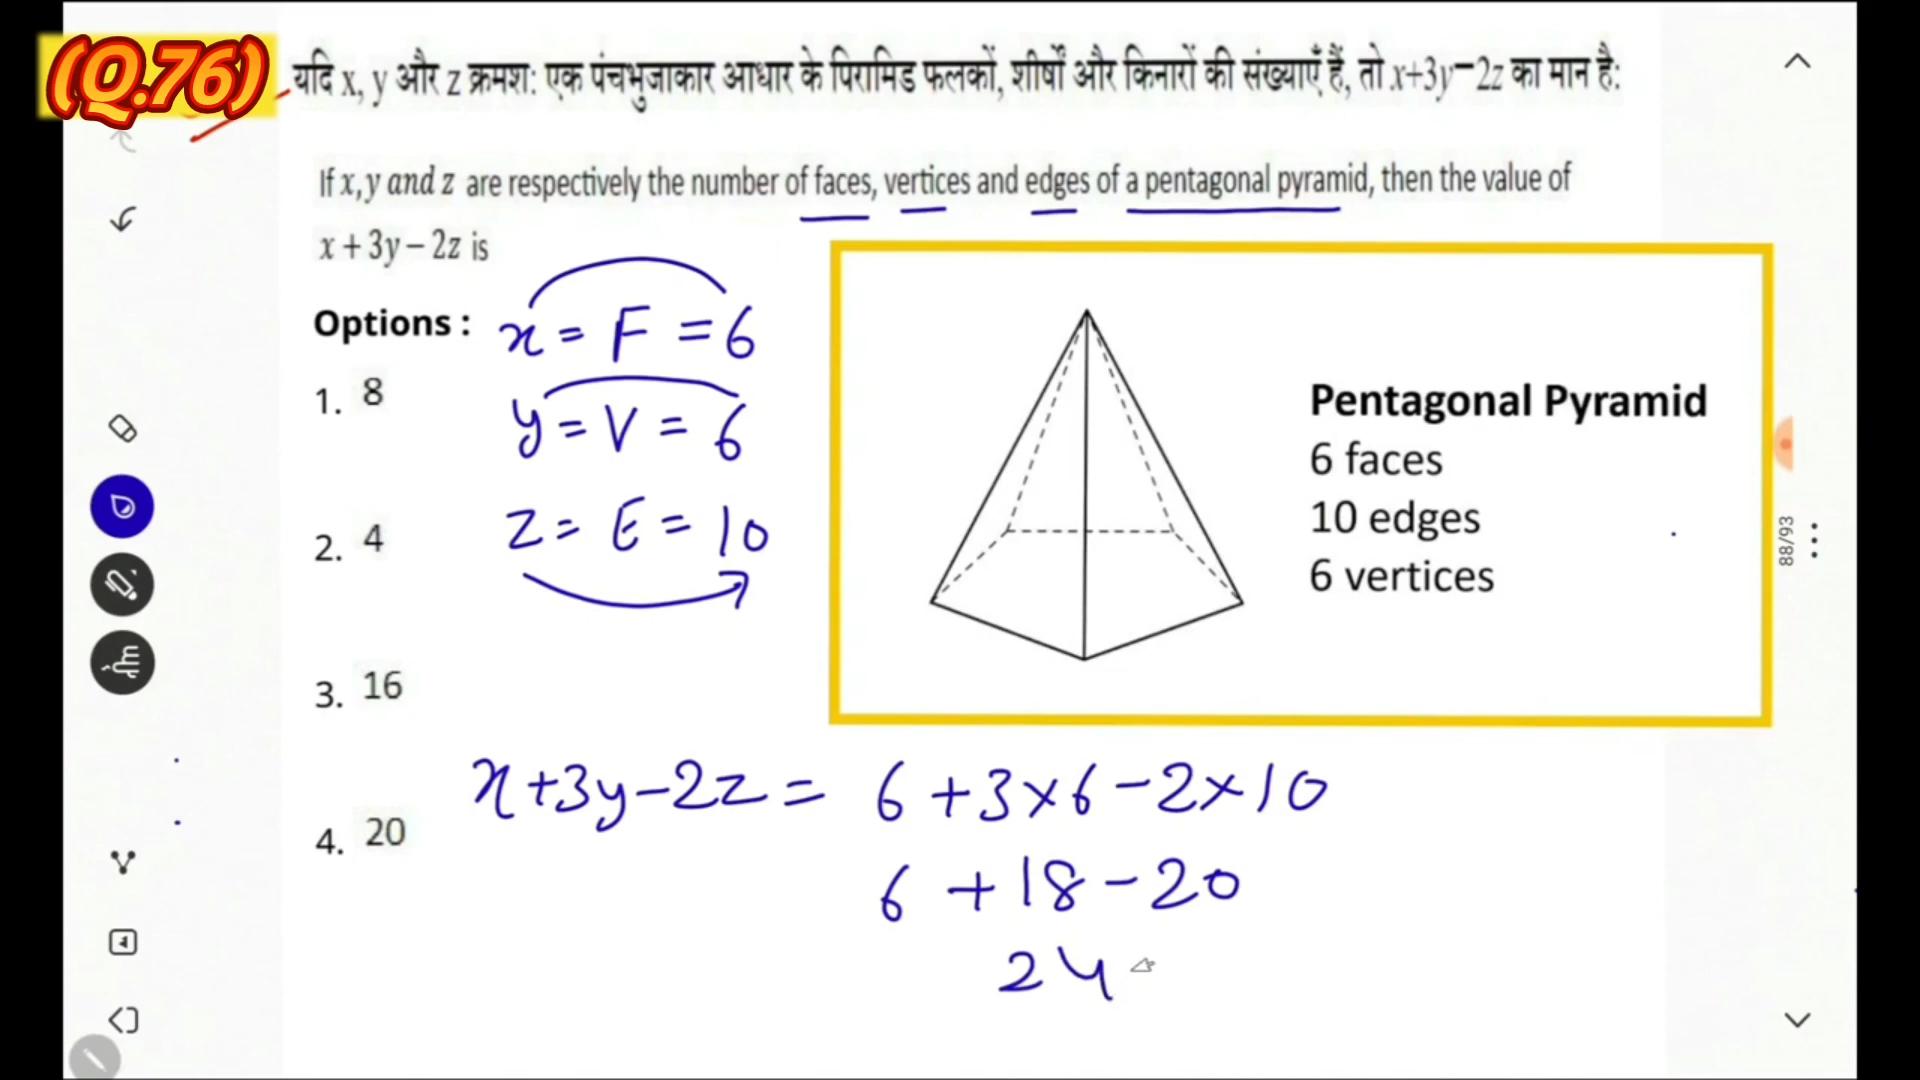 (Q.76)
यदि x, y और z क्रमश: एक पंचभुजाकार आधार के पिरामिड फलकों, शीर्षों और किनारों की संख्याएँ हैं, तो x+3y−2z का मान है:
If x, y and z are respectively the number of faces, vertices and edges of a pentagonal pyramid, then the value of
x + 3y − 2z is
Options :
1. 8
2. 4
3. 16
4. 20
x = F = 6
y = V = 6
z = E = 10
Pentagonal Pyramid
6 faces
10 edges
6 vertices
88/93
x+3y−2z = 6 +3×6 −2×10
6 +18 −20
24